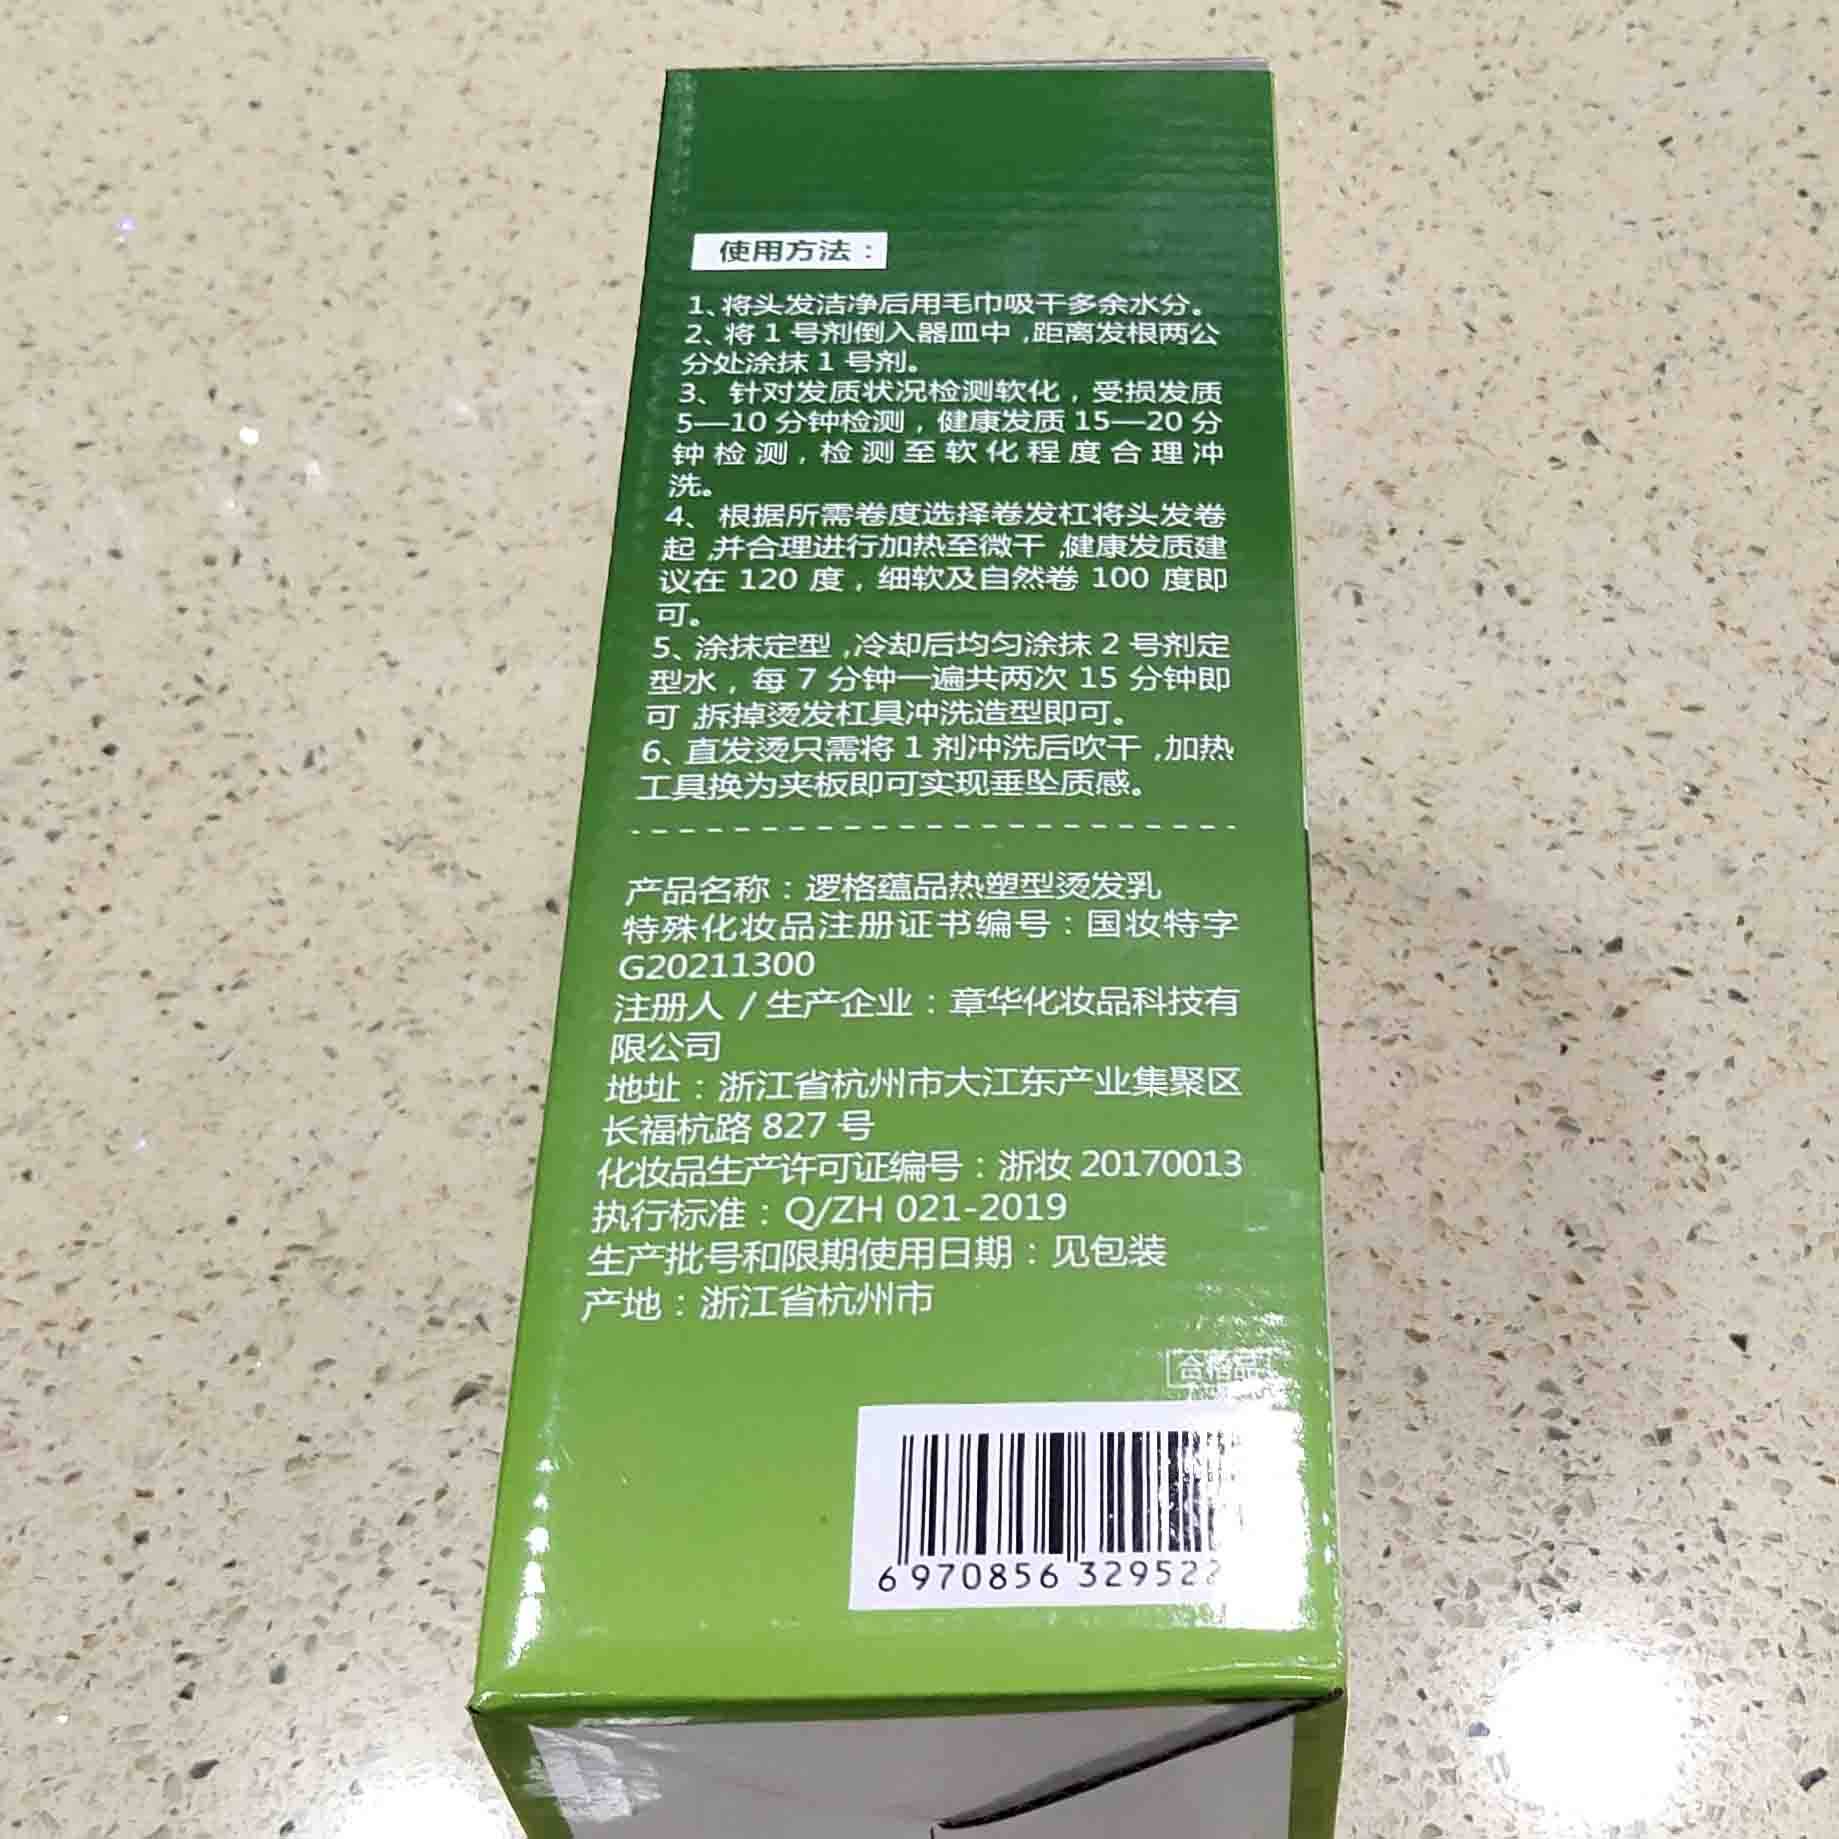 使用方法：
1、将头发洁净后用毛巾吸干多余水分。
2、将 1 号剂倒入器皿中，距离发根两公
分处涂抹 1 号剂。
3、针对发质状况检测软化，受损发质
5—10 分钟检测，健康发质 15—20 分
钟检测，检测至软化程度合理冲
洗。
4、根据所需卷度选择卷发杠将头发卷
起，并合理进行加热至微干，健康发质建
议在 120 度，细软及自然卷 100 度即
可。
5、涂抹定型，冷却后均匀涂抹 2 号剂定
型水，每 7 分钟一遍共两次 15 分钟即
可，拆掉烫发杠具冲洗造型即可。
6、直发烫只需将 1 剂冲洗后吹干，加热
工具换为夹板即可实现垂坠质感。
产品名称：逻格蕴品热塑型烫发乳
特殊化妆品注册证书编号：国妆特字
G20211300
注册人 / 生产企业：章华化妆品科技有
限公司
地址：浙江省杭州市大江东产业集聚区
长福杭路 827 号
化妆品生产许可证编号：浙妆 20170013
执行标准：Q/ZH 021-2019
生产批号和限期使用日期：见包装
产地：浙江省杭州市
合格品
6 970856 329522